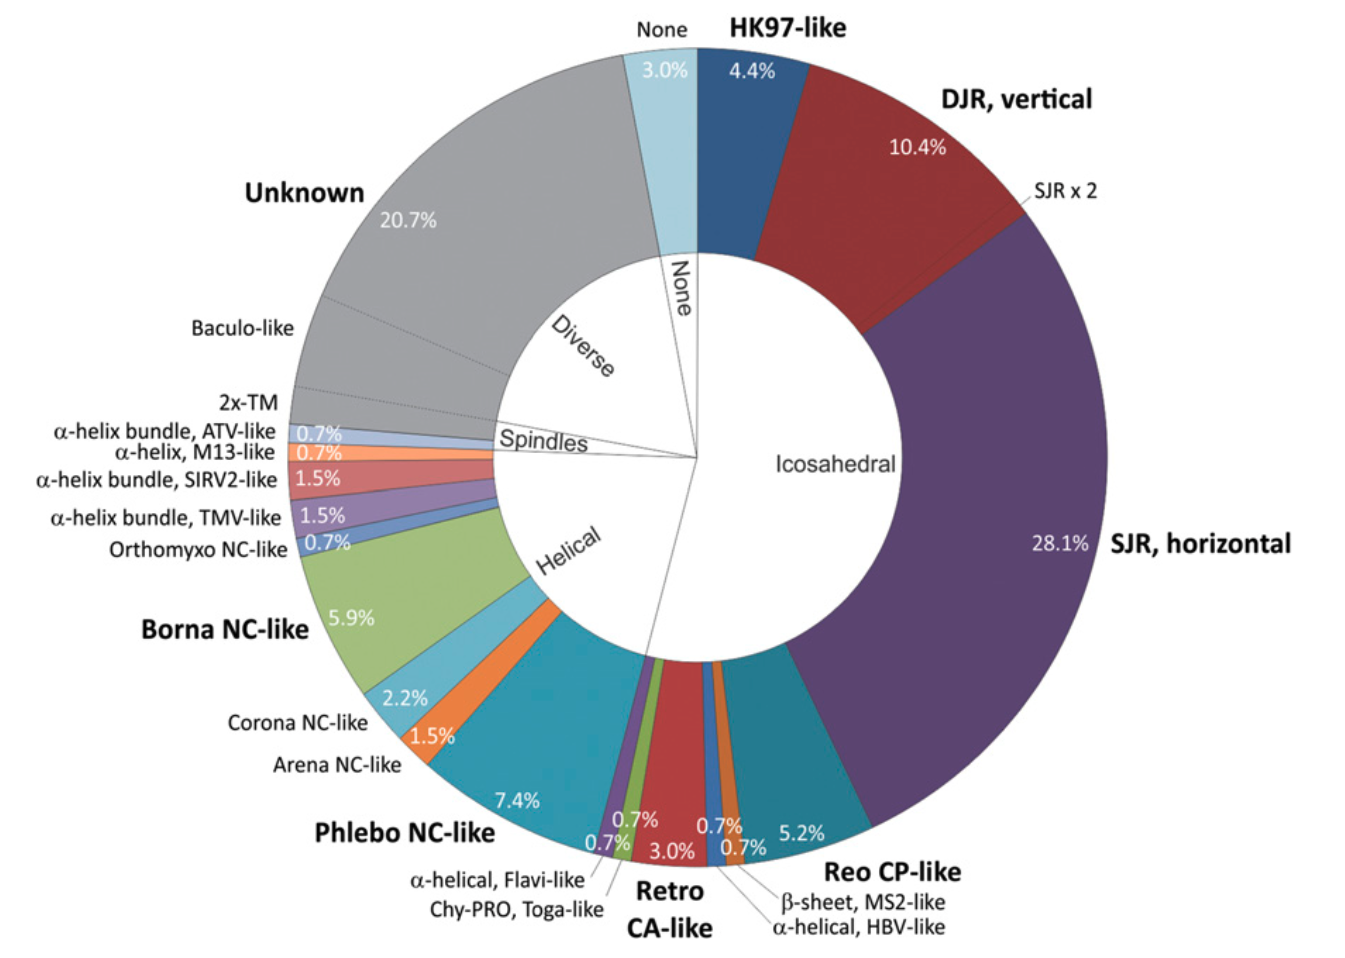 None
HK97-like
3.0%
4.4%
DJR, vertical
10.4%
SJR x 2
Unknown
20.7%
None
Baculo-like
Diverse
2x-TM
α-helix bundle, ATV-like
0.7%
Spindles
α-helix, M13-like
0.7%
Icosahedral
α-helix bundle, SIRV2-like
1.5%
α-helix bundle, TMV-like
1.5%
Orthomyxo NC-like
0.7%
Helical
28.1%
SJR, horizontal
Borna NC-like
5.9%
2.2%
Corona NC-like
1.5%
Arena NC-like
7.4%
Phlebo NC-like
0.7%
0.7%
3.0%
0.7%
0.7%
5.2%
Reo CP-like
α-helical, Flavi-like
Chy-PRO, Toga-like
Retro
CA-like
β-sheet, MS2-like
α-helical, HBV-like